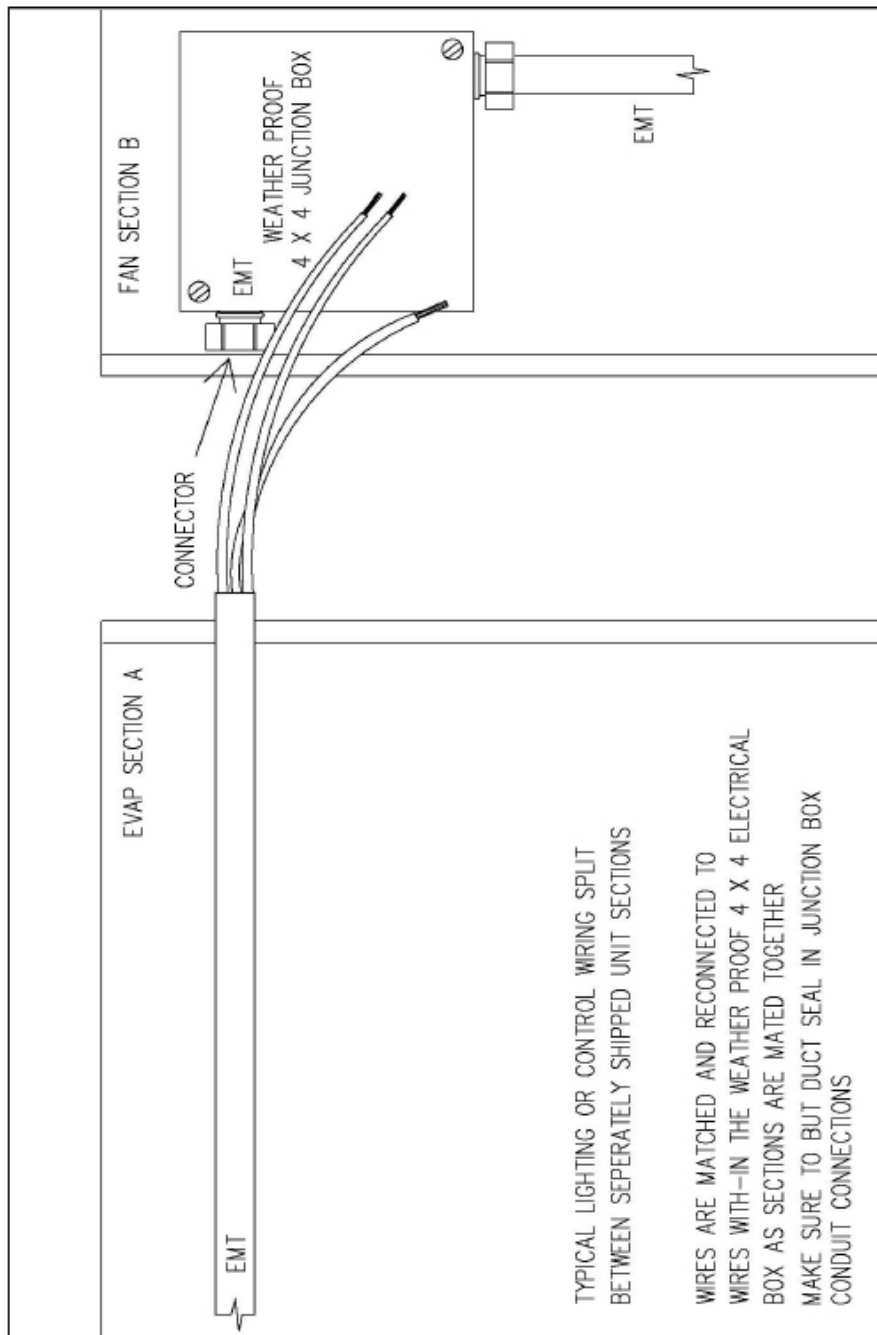 EVAP SECTION A
FAN SECTION B
CONNECTOR
EMT
WEATHER PROOF
4 X 4 JUNCTION BOX
EMT
EMT
TYPICAL LIGHTING OR CONTROL WIRING SPLIT
BETWEEN SEPERATELY SHIPPED UNIT SECTIONS
WIRES ARE MATCHED AND RECONNECTED TO
WIRES WITH-IN THE WEATHER PROOF 4 X 4 ELECTRICAL
BOX AS SECTIONS ARE MATED TOGETHER
MAKE SURE TO BUT DUCT SEAL IN JUNCTION BOX
CONDUIT CONNECTIONS